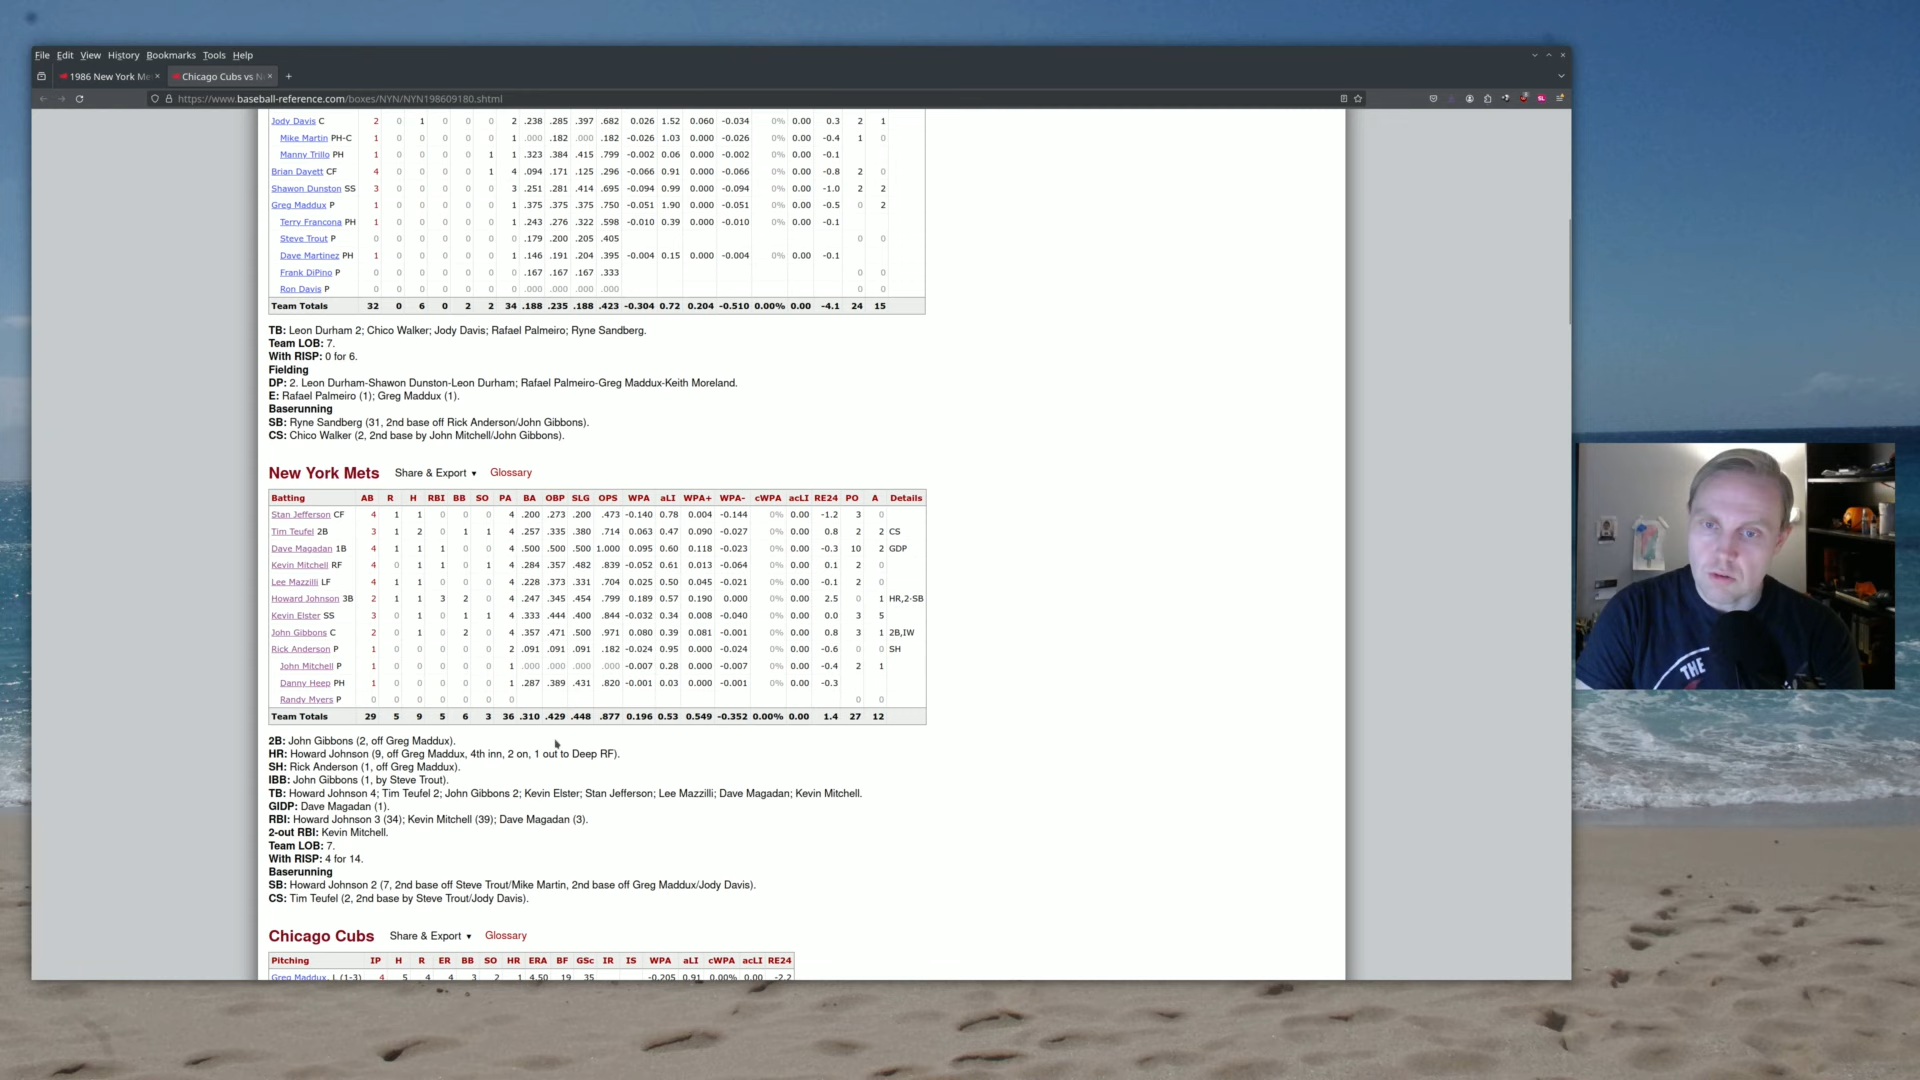 File Edit View History Bookmarks Tools Help
1986 New York Me
Chicago Cubs vs N
https://www.baseball-reference.com/boxes/NYN/NYN198609180.shtml
Jody Davis C 2 0 1 0 0 2 .238 .285 .397 .682 0.026 1.52 0.060 -0.034 0% 0.00 0.3 2 1
Mike Martin PH-C 1 0 0 0 0 0 1 .000 .182 .000 .182 -0.026 1.03 0.000 -0.026 0% 0.00 -0.4 1 0
Manny Trillo PH 1 0 0 0 0 1 1 .323 .384 .415 .799 -0.002 0.06 0.000 -0.002 0% 0.00 -0.1
Brian Dayett CF 4 0 0 0 0 1 4 .094 .171 .125 .296 -0.066 0.91 0.000 -0.066 0% 0.00 -0.8 2 0
Shawon Dunston SS 3 0 0 0 0 0 3 .251 .281 .414 .695 -0.094 0.99 0.000 -0.094 0% 0.00 -1.0 2 2
Greg Maddux P 1 0 0 0 0 0 1 .375 .375 .375 .750 -0.051 1.90 0.000 -0.051 0% 0.00 -0.5 0 2
Terry Francona PH 1 0 0 0 0 0 1 .243 .276 .322 .598 -0.010 0.39 0.000 -0.010 0% 0.00 -0.1
Steve Trout P 0 0 0 0 0 0 0 .179 .200 .205 .405 0 0
Dave Martinez PH 1 0 0 0 0 0 1 .146 .191 .204 .395 -0.004 0.15 0.000 -0.004 0% 0.00 -0.1
Frank DiPino P 0 0 0 0 0 0 0 .167 .167 .167 .333 0 0
Ron Davis P 0 0 0 0 0 0 0 .000 .000 .000 .000 0 0
Team Totals 32 0 6 0 2 2 34 .188 .235 .188 .423 -0.304 0.72 0.204 -0.510 0.00% 0.00 -4.1 24 15
TB: Leon Durham 2; Chico Walker; Jody Davis; Rafael Palmeiro; Ryne Sandberg.
Team LOB: 7.
With RISP: 0 for 6.
Fielding
DP: 2. Leon Durham-Shawon Dunston-Leon Durham; Rafael Palmeiro-Greg Maddux-Keith Moreland.
E: Rafael Palmeiro (1); Greg Maddux (1).
Baserunning
SB: Ryne Sandberg (31, 2nd base off Rick Anderson/John Gibbons).
CS: Chico Walker (2, 2nd base by John Mitchell/John Gibbons).
New York Mets Share & Export ▼ Glossary
Batting AB R H RBI BB SO PA BA OBP SLG OPS WPA aLI WPA+ WPA- cWPA acLI RE24 PO A Details
Stan Jefferson CF 4 1 1 0 0 0 4 .200 .273 .200 .473 -0.140 0.78 0.004 -0.144 0% 0.00 -1.2 3 0
Tim Teufel 2B 3 1 2 0 1 1 4 .257 .335 .380 .714 0.063 0.47 0.090 -0.027 0% 0.00 0.8 2 2 CS
Dave Magadan 1B 4 1 1 1 0 0 4 .500 .500 .500 1.000 0.095 0.60 0.118 -0.023 0% 0.00 -0.3 10 2 GDP
Kevin Mitchell RF 4 0 1 1 0 1 4 .284 .357 .482 .839 -0.052 0.61 0.013 -0.064 0% 0.00 0.1 2 0
Lee Mazzilli LF 4 1 1 0 0 0 4 .228 .373 .331 .704 0.025 0.50 0.045 -0.021 0% 0.00 -0.1 2 0
Howard Johnson 3B 2 1 1 3 2 0 4 .247 .345 .454 .799 0.189 0.57 0.190 0.000 0% 0.00 2.5 0 1 HR,2·SB
Kevin Elster SS 3 0 1 0 1 1 4 .333 .444 .400 .844 -0.032 0.34 0.008 -0.040 0% 0.00 0.0 3 5
John Gibbons C 2 0 1 0 2 0 4 .357 .471 .500 .971 0.080 0.39 0.081 -0.001 0% 0.00 0.8 3 1 2B,IW
Rick Anderson P 1 0 0 0 0 0 2 .091 .091 .091 .182 -0.024 0.95 0.000 -0.024 0% 0.00 -0.6 0 0 SH
John Mitchell P 1 0 0 0 0 0 1 .000 .000 .000 .000 -0.007 0.28 0.000 -0.007 0% 0.00 -0.4 2 1
Danny Heep PH 1 0 0 0 0 0 1 .287 .389 .431 .820 -0.001 0.03 0.000 -0.001 0% 0.00 -0.3
Randy Myers P 0 0 0 0 0 0 0 0 0
Team Totals 29 5 9 5 6 3 36 .310 .429 .448 .877 0.196 0.53 0.549 -0.352 0.00% 0.00 1.4 27 12
2B: John Gibbons (2, off Greg Maddux).
HR: Howard Johnson (9, off Greg Maddux, 4th inn, 2 on, 1 out to Deep RF).
SH: Rick Anderson (1, off Greg Maddux).
IBB: John Gibbons (1, by Steve Trout).
TB: Howard Johnson 4; Tim Teufel 2; John Gibbons 2; Kevin Elster; Stan Jefferson; Lee Mazzilli; Dave Magadan; Kevin Mitchell.
GIDP: Dave Magadan (1).
RBI: Howard Johnson 3 (34); Kevin Mitchell (39); Dave Magadan (3).
2-out RBI: Kevin Mitchell.
Team LOB: 7.
With RISP: 4 for 14.
Baserunning
SB: Howard Johnson 2 (7, 2nd base off Steve Trout/Mike Martin, 2nd base off Greg Maddux/Jody Davis).
CS: Tim Teufel (2, 2nd base by Steve Trout/Jody Davis).
Chicago Cubs Share & Export ▼ Glossary
Pitching IP H R ER BB SO HR ERA BF GSc IR IS WPA aLI cWPA acLI RE24
Greg Maddux, L (1-3) 4 5 4 4 3 2 1 4.50 19 35 -0.205 0.91 0.00% 0.00 -2.2
THE